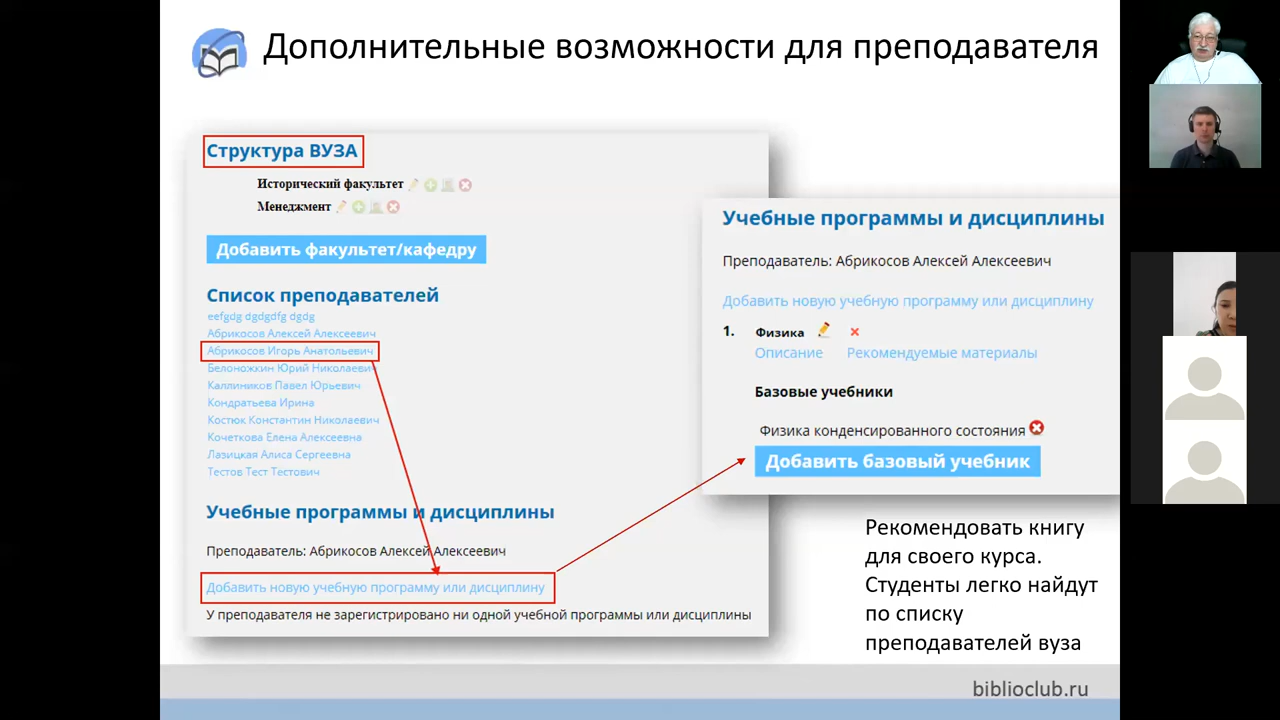 Дополнительные возможности для преподавателя
Структура ВУЗА
Исторический факультет
Менеджмент
Добавить факультет/кафедру
Список преподавателей
eefgdg dgdgdfg dgdg
Абрикосов Алексей Алексеевич
Абрикосов Игорь Анатольевич
Белоножкин Юрий Николаевич
Каллиников Павел Юрьевич
Кондратьева Ирина
Костюк Константин Николаевич
Кочеткова Елена Алексеевна
Лазицкая Алиса Сергеевна
Тестов Тест Тестович
Учебные программы и дисциплины
Преподаватель: Абрикосов Алексей Алексеевич
Добавить новую учебную программу или дисциплину
У преподавателя не зарегистрировано ни одной учебной программы или дисциплины
Учебные программы и дисциплины
Преподаватель: Абрикосов Алексей Алексеевич
Добавить новую учебную программу или дисциплину
1. Физика
Описание Рекомендуемые материалы
Базовые учебники
Физика конденсированного состояния
Добавить базовый учебник
Рекомендовать книгу
для своего курса.
Студенты легко найдут
по списку
преподавателей вуза
biblioclub.ru